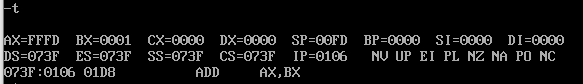 -t
AX=FFFD BX=0001 CX=0000 DX=0000 SP=00FD BP=0000 SI=0000 DI=0000
DS=073F ES=073F SS=073F CS=073F IP=0106 NV UP EI PL NZ NA PO NC
073F:0106 01D8 ADD AX,BX